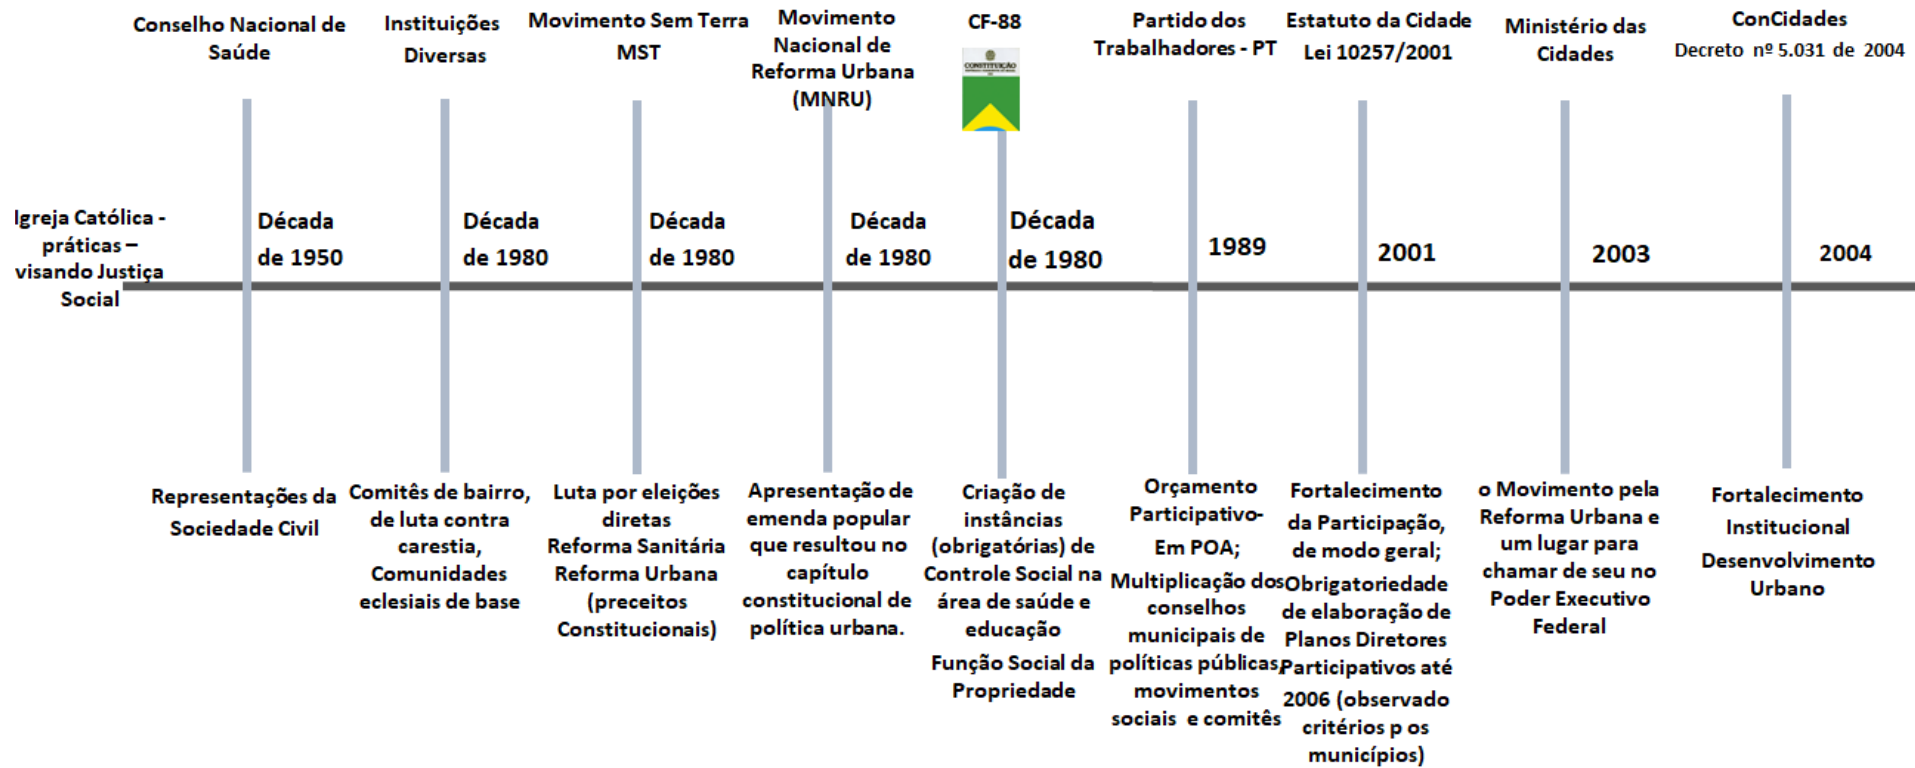 Conselho Nacional de
Saúde
Instituições
Diversas
Movimento Sem Terra
MST
Movimento
Nacional de
Reforma Urbana
(MNRU)
CF-88
CONSTITUIÇÃO
Partido dos
Trabalhadores - PT
Estatuto da Cidade
Lei 10257/2001
Ministério das
Cidades
ConCidades
Decreto nº 5.031 de 2004
Igreja Católica -
práticas –
visando Justiça
Social
Década
de 1950
Década
de 1980
Década
de 1980
Década
de 1980
Década
de 1980
1989
2001
2003
2004
Representações da
Sociedade Civil
Comitês de bairro,
de luta contra
carestia,
Comunidades
eclesiais de base
Luta por eleições
diretas
Reforma Sanitária
Reforma Urbana
(preceitos
Constitucionais)
Apresentação de
emenda popular
que resultou no
capítulo
constitucional de
política urbana.
Criação de
instâncias
(obrigatórias) de
Controle Social na
área de saúde e
educação
Função Social da
Propriedade
Orçamento
Participativo-
Em POA;
Multiplicação dos
conselhos
municipais de
políticas públicas,
movimentos
sociais e comitês
Fortalecimento
da Participação,
de modo geral;
Obrigatoriedade
de elaboração de
Planos Diretores
Participativos até
2006 (observado
critérios p os
municípios)
o Movimento pela
Reforma Urbana e
um lugar para
chamar de seu no
Poder Executivo
Federal
Fortalecimento
Institucional
Desenvolvimento
Urbano